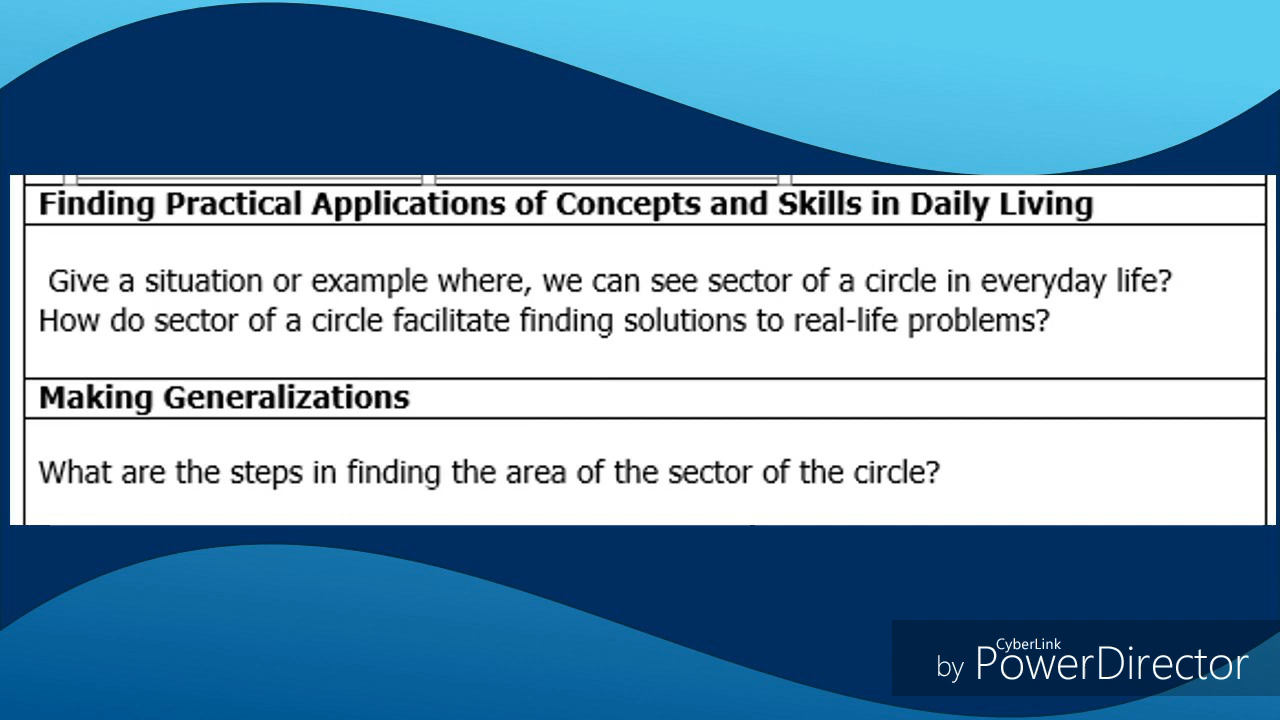 Finding Practical Applications of Concepts and Skills in Daily Living
Give a situation or example where, we can see sector of a circle in everyday life?
How do sector of a circle facilitate finding solutions to real-life problems?
Making Generalizations
What are the steps in finding the area of the sector of the circle?
CyberLink
by PowerDirector